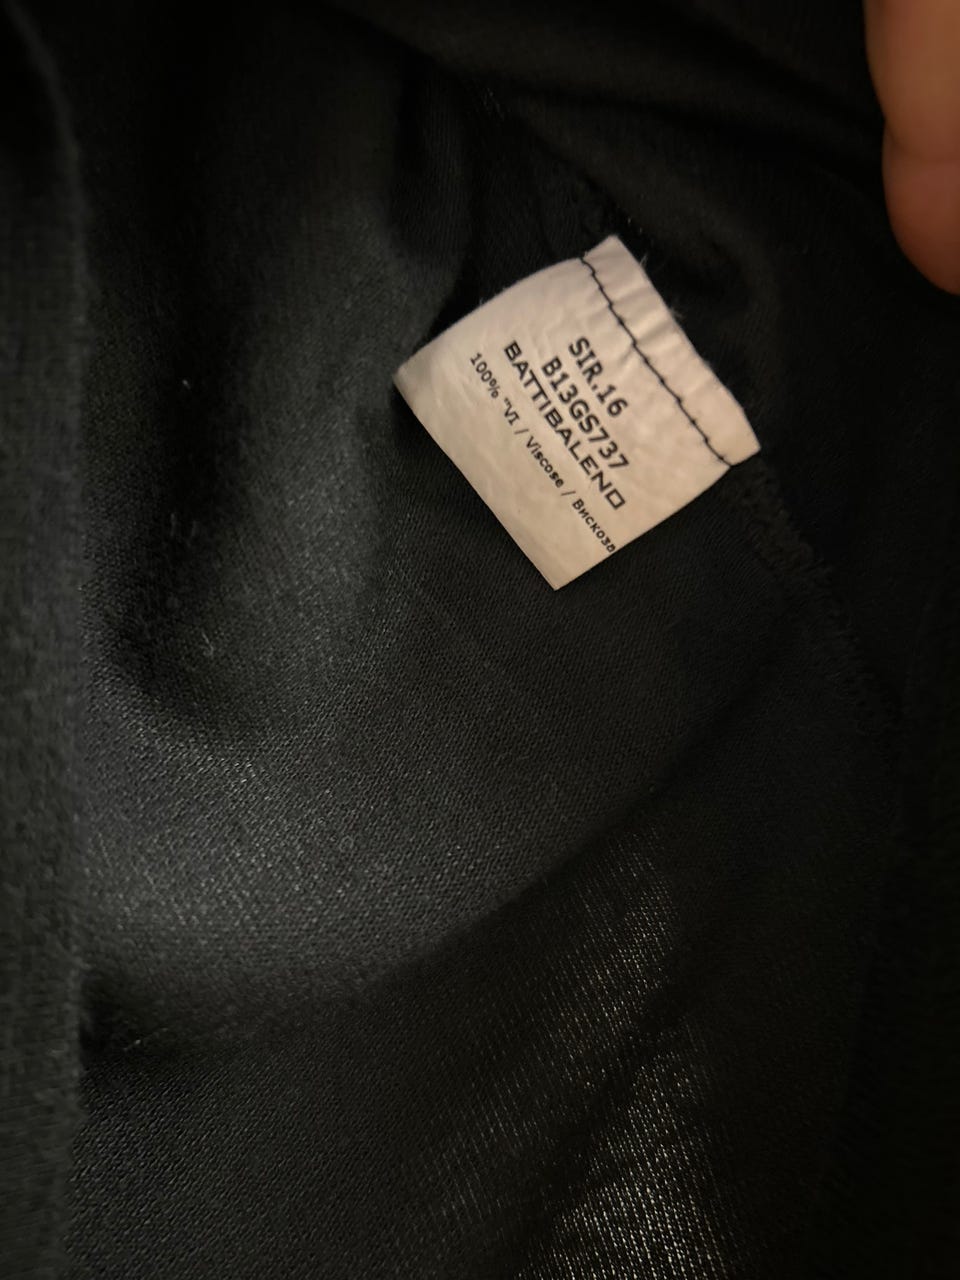 SIR.16
B13GS737
BATTIBALENO
100% "VI / Viscose / Вискоза